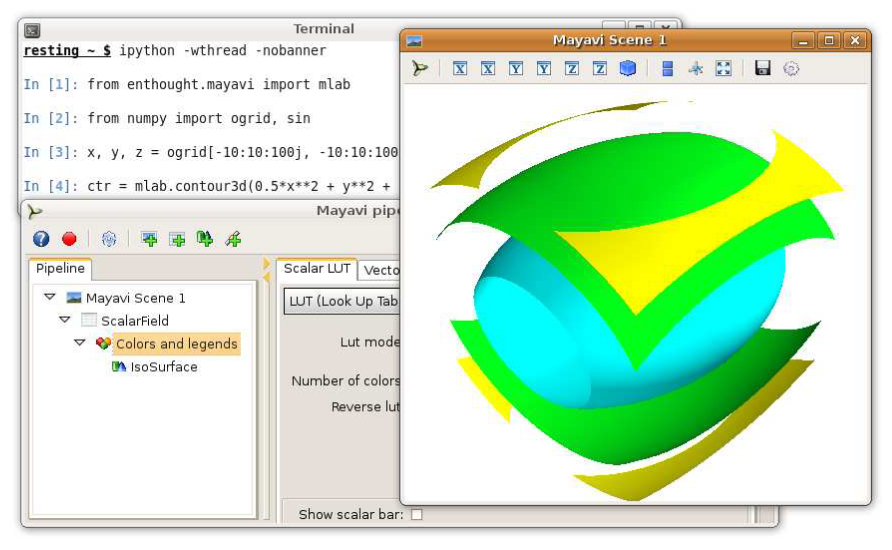 Terminal
resting ~ $ ipython -wthread -nobanner
In [1]: from enthought.mayavi import mlab
In [2]: from numpy import ogrid, sin
In [3]: x, y, z = ogrid[-10:10:100j, -10:10:100
In [4]: ctr = mlab.contour3d(0.5*x**2 + y**2 +
Mayavi Scene 1
X X Y Y Z Z
Mayavi pipe
Pipeline
Mayavi Scene 1
ScalarField
Colors and legends
IsoSurface
Scalar LUT Vecto
LUT (Look Up Tab
Lut mode
Number of colors
Reverse lut
Show scalar bar: